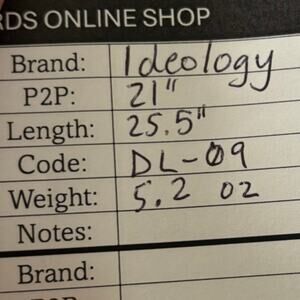 RDS ONLINE SHOP
Brand: Ideology
P2P: 21"
Length: 25.5"
Code: DL-09
Weight: 5.2 oz
Notes:
Brand: